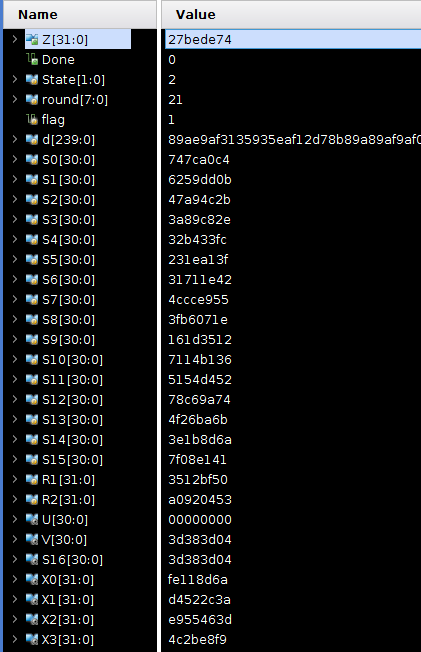 Name Value
Z[31:0] 27bede74
Done 0
State[1:0] 2
round[7:0] 21
flag 1
d[239:0] 89ae9af3135935eaf12d78b89a89af9af0
S0[30:0] 747ca0c4
S1[30:0] 6259dd0b
S2[30:0] 47a94c2b
S3[30:0] 3a89c82e
S4[30:0] 32b433fc
S5[30:0] 231ea13f
S6[30:0] 31711e42
S7[30:0] 4ccce955
S8[30:0] 3fb6071e
S9[30:0] 161d3512
S10[30:0] 7114b136
S11[30:0] 5154d452
S12[30:0] 78c69a74
S13[30:0] 4f26ba6b
S14[30:0] 3e1b8d6a
S15[30:0] 7f08e141
R1[31:0] 3512bf50
R2[31:0] a0920453
U[30:0] 00000000
V[30:0] 3d383d04
S16[30:0] 3d383d04
X0[31:0] fe118d6a
X1[31:0] d4522c3a
X2[31:0] e955463d
X3[31:0] 4c2be8f9